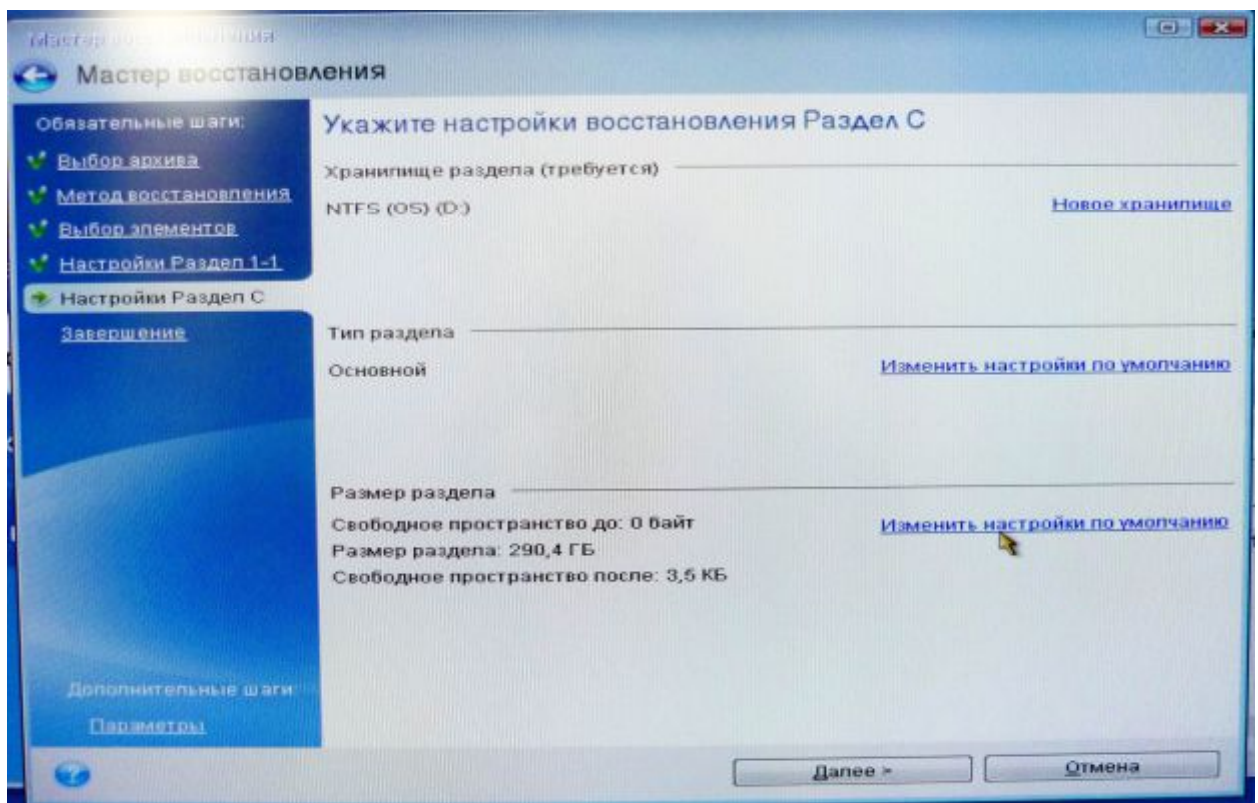 Мастер восстановления
Мастер восстановления
Обязательные шаги:
Выбор архива
Метод восстановления
Выбор элементов
Настройки Раздел 1-1
Настройки Раздел C
Завершение
Укажите настройки восстановления Раздел C
Хранилище раздела (требуется)
NTFS (OS) (D:)
Новое хранилище
Тип раздела
Основной
Изменить настройки по умолчанию
Размер раздела
Свободное пространство до: 0 байт
Изменить настройки по умолчанию
Размер раздела: 290,4 ГБ
Свободное пространство после: 3,5 КБ
Дополнительные шаги:
Параметры
?
Далее >
Отмена